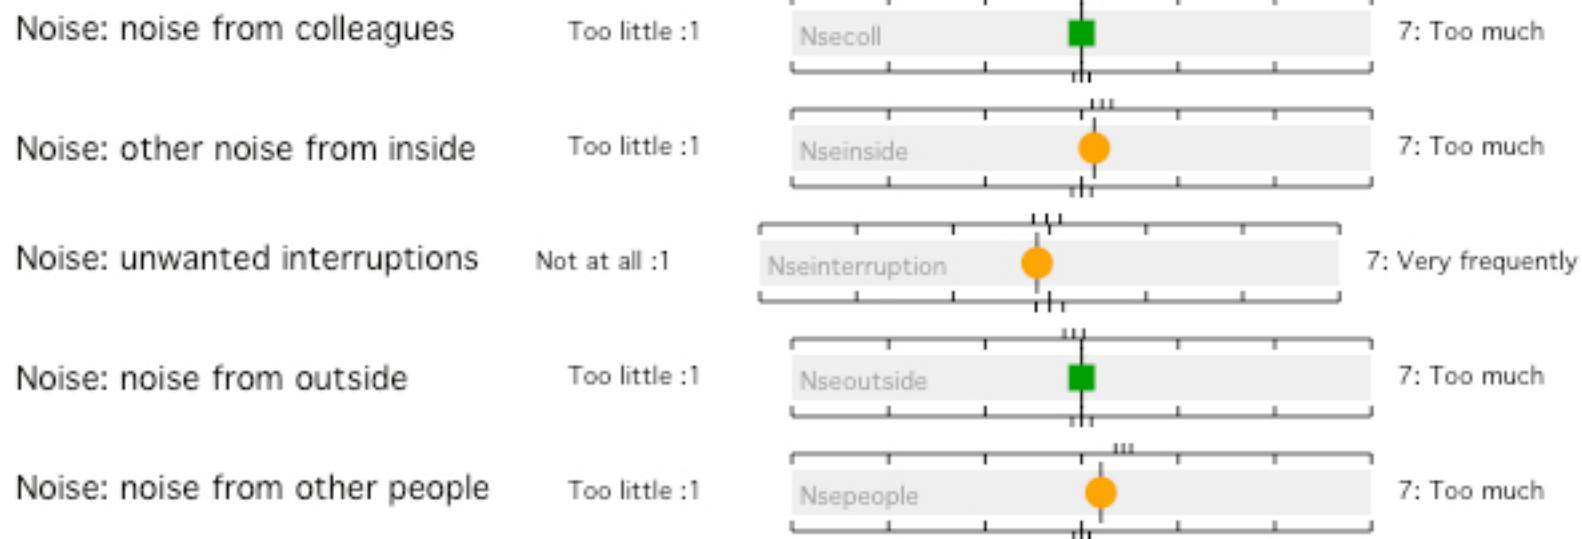 Noise: noise from colleagues Too little :1 Nsecoll 7: Too much
Noise: other noise from inside Too little :1 Nseinside 7: Too much
Noise: unwanted interruptions Not at all :1 Nseinterruption 7: Very frequently
Noise: noise from outside Too little :1 Nseoutside 7: Too much
Noise: noise from other people Too little :1 Nsepeople 7: Too much